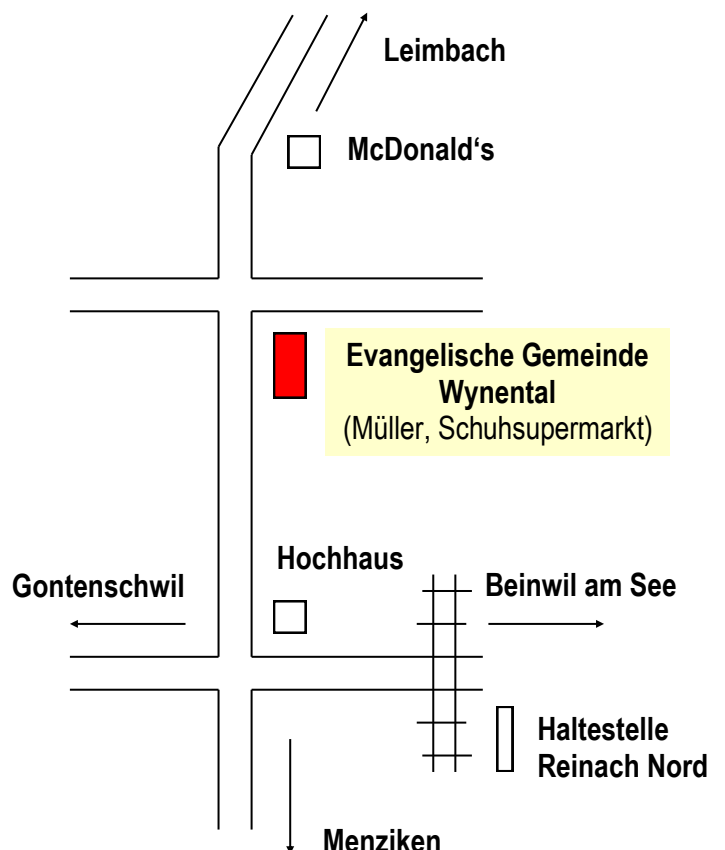 Leimbach
McDonald‘s
Evangelische Gemeinde
Wynental
(Müller, Schuhsupermarkt)
Hochhaus
Gontenschwil
Beinwil am See
Haltestelle
Reinach Nord
Menziken